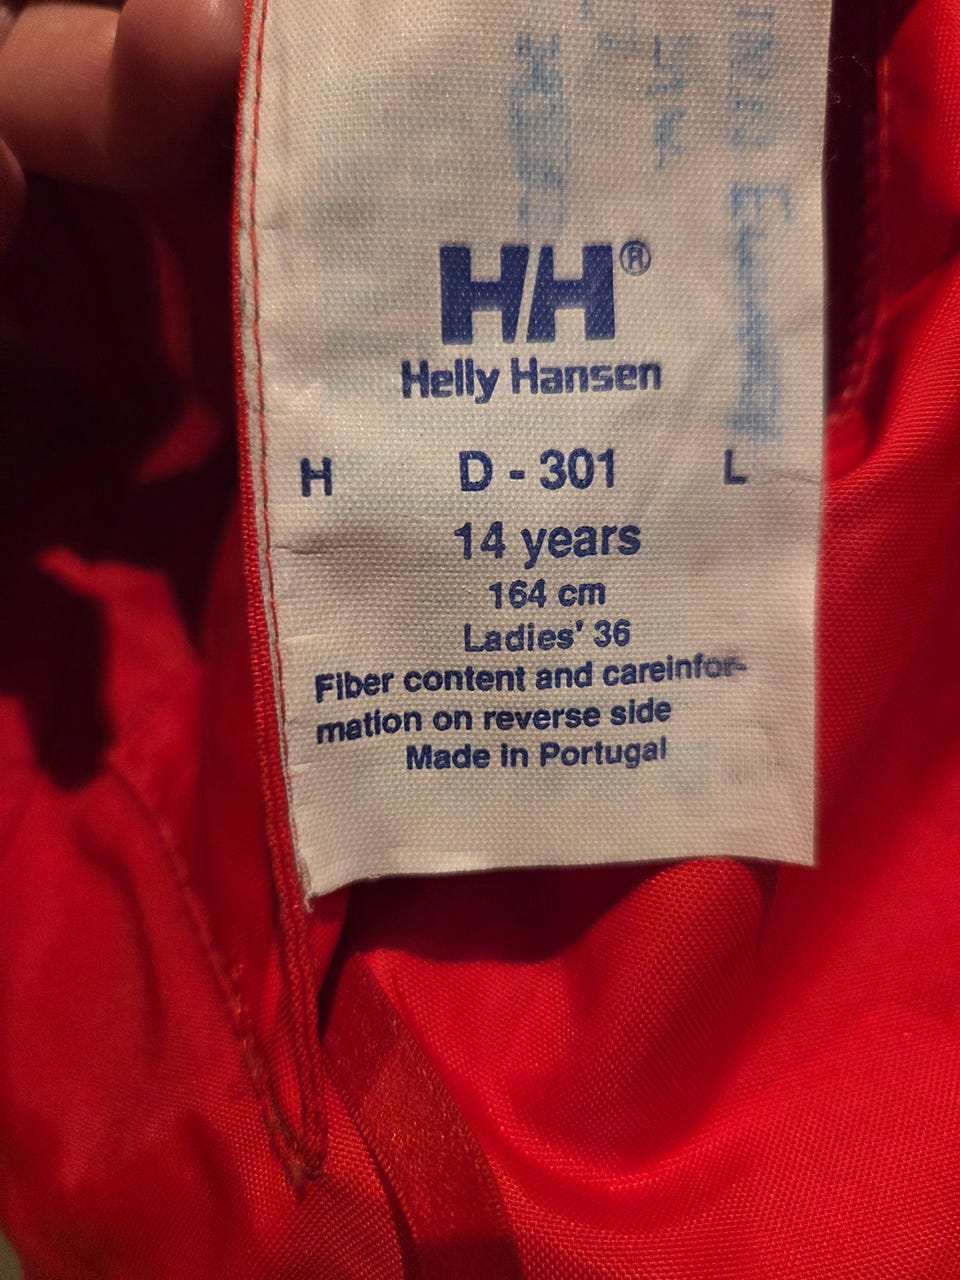 HH®
Helly Hansen
H D - 301 L
14 years
164 cm
Ladies' 36
Fiber content and careinfor-
mation on reverse side
Made in Portugal